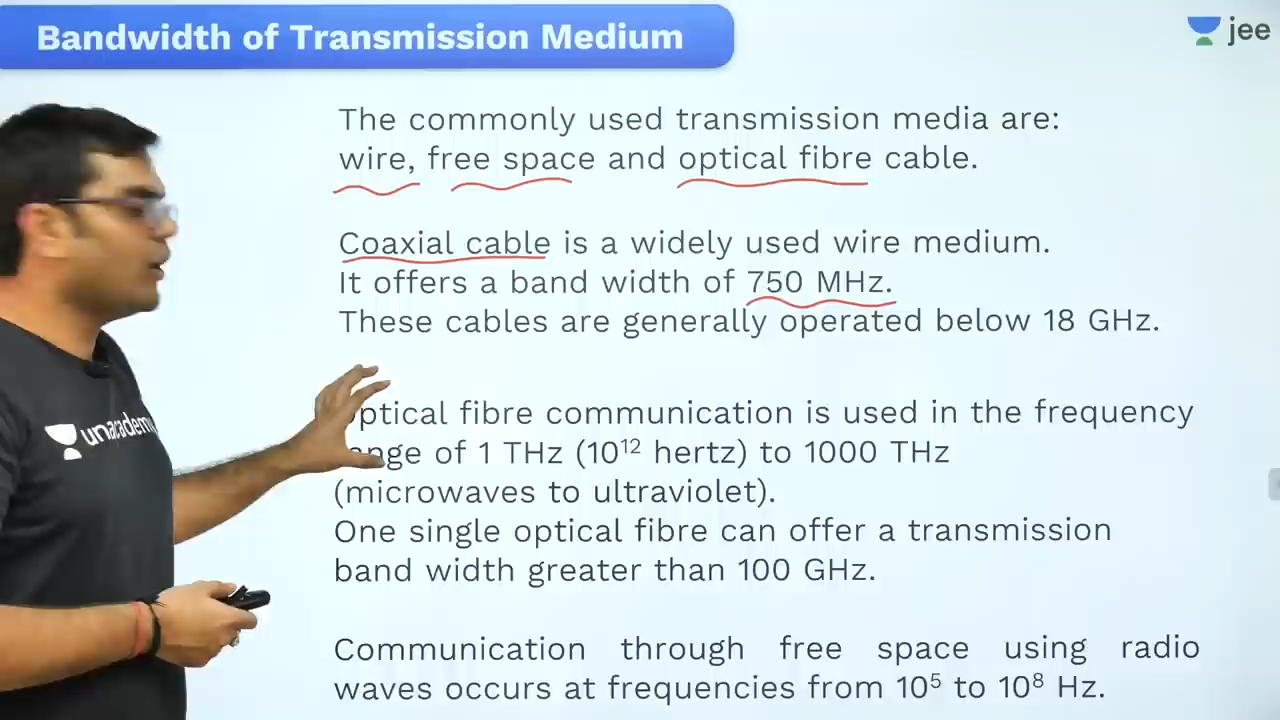 Bandwidth of Transmission Medium
jee
The commonly used transmission media are:
wire, free space and optical fibre cable.
Coaxial cable is a widely used wire medium.
It offers a band width of 750 MHz.
These cables are generally operated below 18 GHz.
unacademy
optical fibre communication is used in the frequency
range of 1 THz (10¹² hertz) to 1000 THz
(microwaves to ultraviolet).
One single optical fibre can offer a transmission
band width greater than 100 GHz.
Communication through free space using radio
waves occurs at frequencies from 10⁵ to 10⁸ Hz.